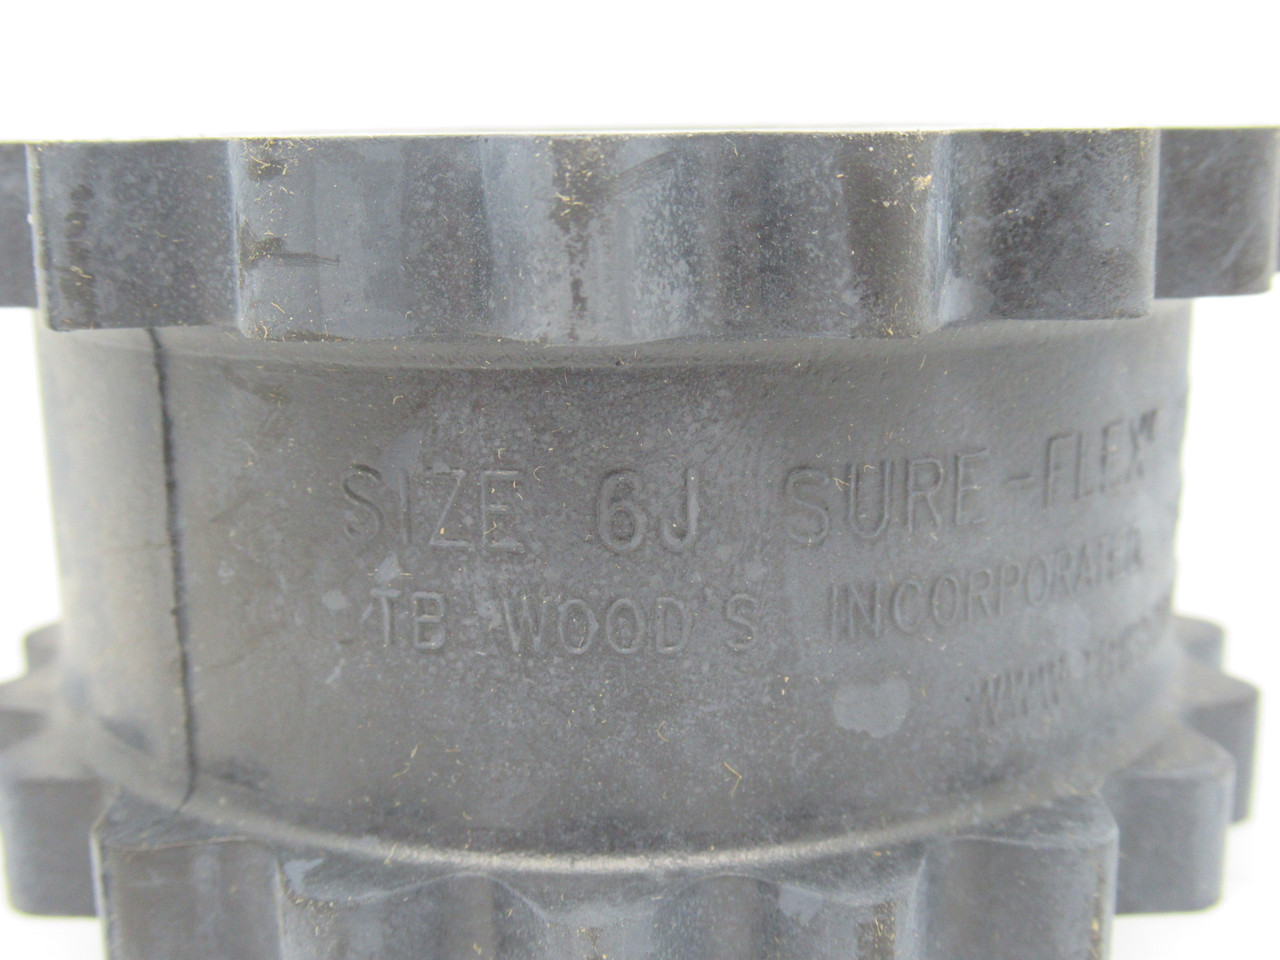 SIZE 6J SURE-FLEX
TB WOOD'S INCORPORATED